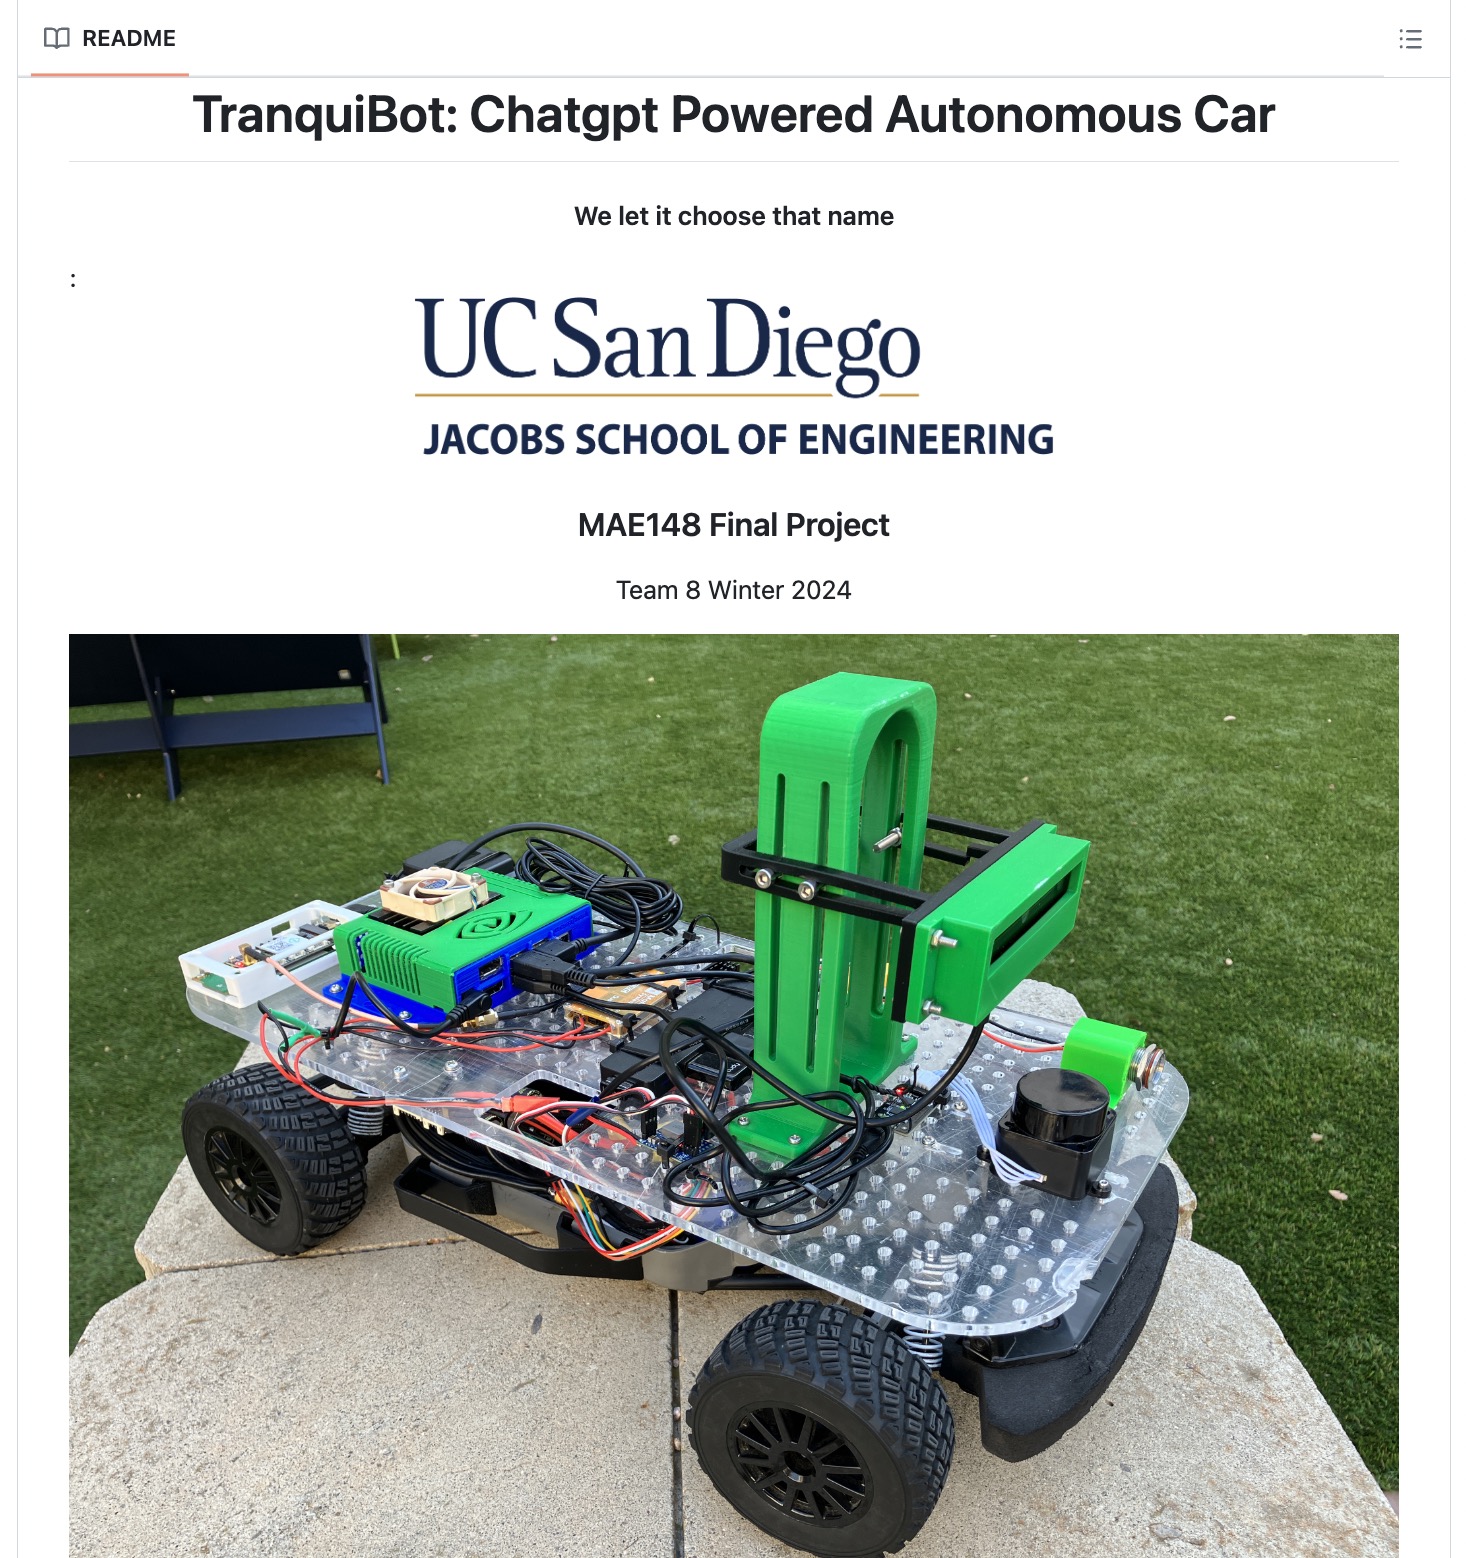 README
TranquiBot: Chatgpt Powered Autonomous Car
We let it choose that name
:
UC San Diego
JACOBS SCHOOL OF ENGINEERING
MAE148 Final Project
Team 8 Winter 2024